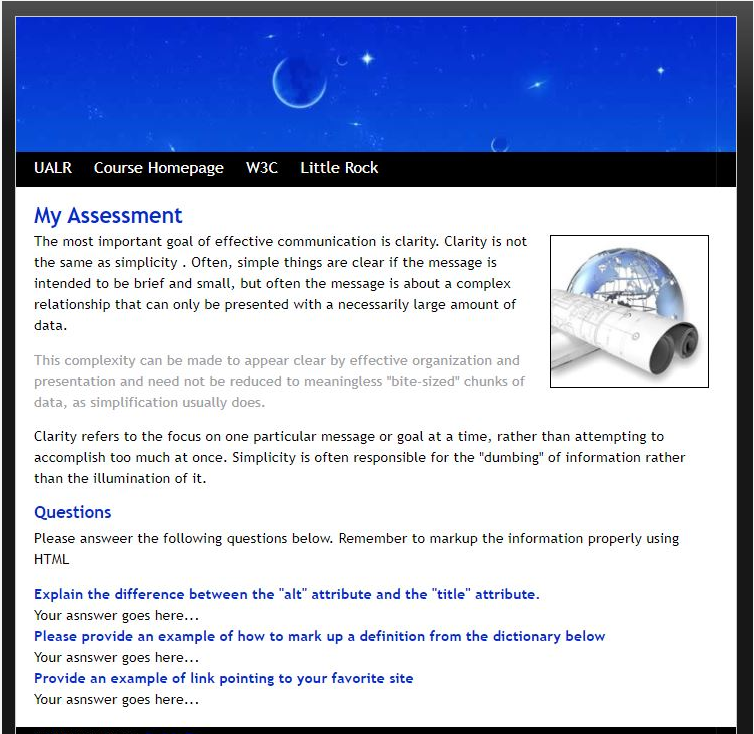 UALR Course Homepage W3C Little Rock
My Assessment
The most important goal of effective communication is clarity. Clarity is not
the same as simplicity . Often, simple things are clear if the message is
intended to be brief and small, but often the message is about a complex
relationship that can only be presented with a necessarily large amount of
data.
This complexity can be made to appear clear by effective organization and
presentation and need not be reduced to meaningless "bite-sized" chunks of
data, as simplification usually does.
Clarity refers to the focus on one particular message or goal at a time, rather than attempting to
accomplish too much at once. Simplicity is often responsible for the "dumbing" of information rather
than the illumination of it.
Questions
Please answeer the following questions below. Remember to markup the information properly using
HTML
Explain the difference between the "alt" attribute and the "title" attribute.
Your asnswer goes here...
Please provide an example of how to mark up a definition from the dictionary below
Your asnswer goes here...
Provide an example of link pointing to your favorite site
Your asnswer goes here...